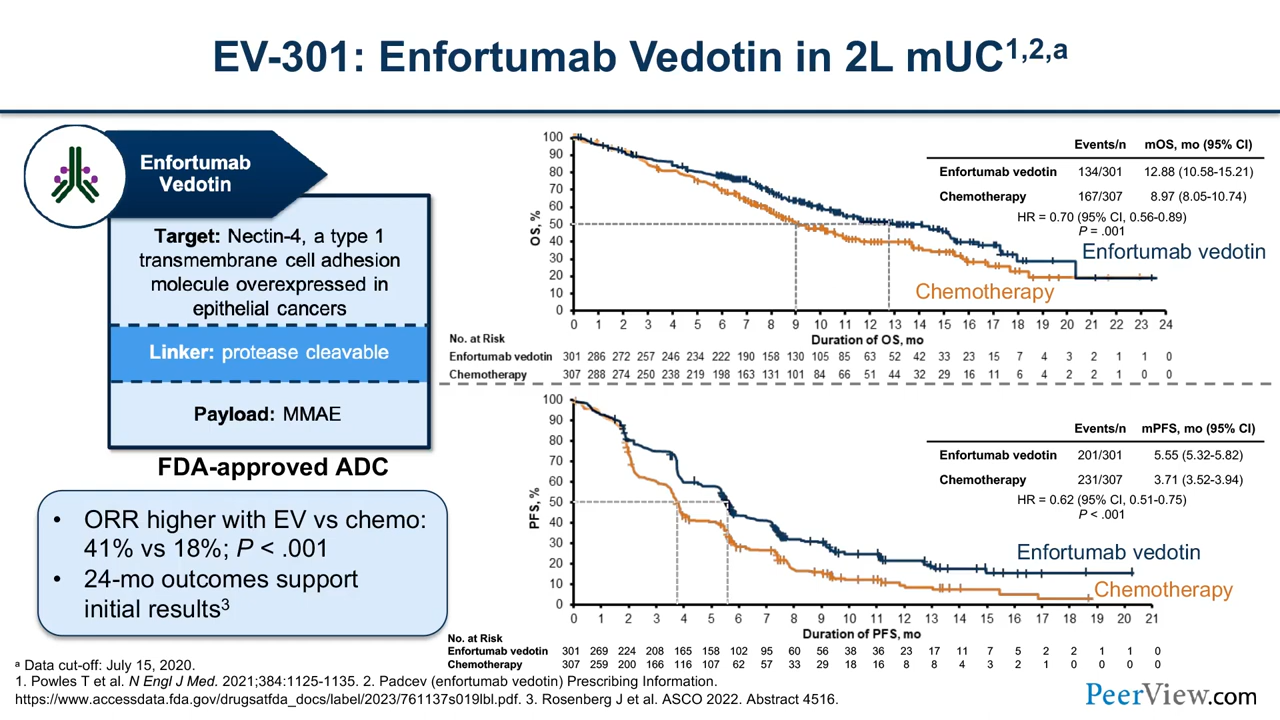 EV-301: Enfortumab Vedotin in 2L mUC1,2,a
Enfortumab
Vedotin
Target: Nectin-4, a type 1
transmembrane cell adhesion
molecule overexpressed in
epithelial cancers
Linker: protease cleavable
Payload: MMAE
FDA-approved ADC
• ORR higher with EV vs chemo:
41% vs 18%; P < .001
• 24-mo outcomes support
initial results3
OS, %
100
90
80
70
60
50
40
30
20
10
0
0 1 2 3 4 5 6 7 8 9 10 11 12 13 14 15 16 17 18 19 20 21 22 23 24
Duration of OS, mo
Events/n mOS, mo (95% CI)
Enfortumab vedotin 134/301 12.88 (10.58-15.21)
Chemotherapy 167/307 8.97 (8.05-10.74)
HR = 0.70 (95% CI, 0.56-0.89)
P = .001
Enfortumab vedotin
Chemotherapy
No. at Risk
Enfortumab vedotin 301 286 272 257 246 234 222 190 158 130 105 85 63 52 42 33 23 15 7 4 3 2 1 1 0
Chemotherapy 307 288 274 250 238 219 198 163 131 101 84 66 51 44 32 29 16 11 6 4 2 2 1 0 0
PFS, %
100
90
80
70
60
50
40
30
20
10
0
0 1 2 3 4 5 6 7 8 9 10 11 12 13 14 15 16 17 18 19 20 21
Duration of PFS, mo
Events/n mPFS, mo (95% CI)
Enfortumab vedotin 201/301 5.55 (5.32-5.82)
Chemotherapy 231/307 3.71 (3.52-3.94)
HR = 0.62 (95% CI, 0.51-0.75)
P < .001
Enfortumab vedotin
Chemotherapy
No. at Risk
Enfortumab vedotin 301 269 224 208 165 158 102 95 60 56 38 36 23 17 11 7 5 2 2 1 1 0
Chemotherapy 307 259 200 166 116 107 62 57 33 29 18 16 8 8 4 3 2 1 0 0 0 0
a Data cut-off: July 15, 2020.
1. Powles T et al. N Engl J Med. 2021;384:1125-1135. 2. Padcev (enfortumab vedotin) Prescribing Information.
https://www.accessdata.fda.gov/drugsatfda_docs/label/2023/761137s019lbl.pdf. 3. Rosenberg J et al. ASCO 2022. Abstract 4516.
PeerView.com